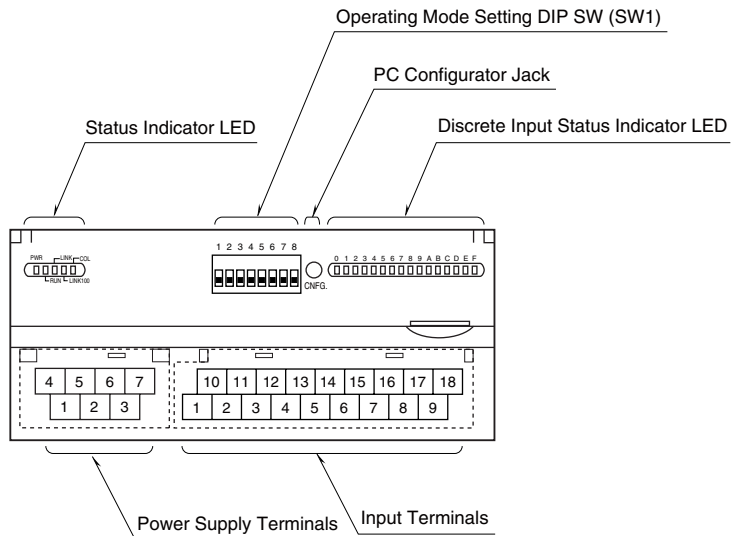 Operating Mode Setting DIP SW (SW1)
PC Configurator Jack
Status Indicator LED
Discrete Input Status Indicator LED
1 2 3 4 5 6 7 8
PWR LINK COL
0 1 2 3 4 5 6 7 8 9 A B C D E F
RUN LINK100
CNFG.
4 5 6 7
10 11 12 13 14 15 16 17 18
1 2 3
1 2 3 4 5 6 7 8 9
Power Supply Terminals
Input Terminals